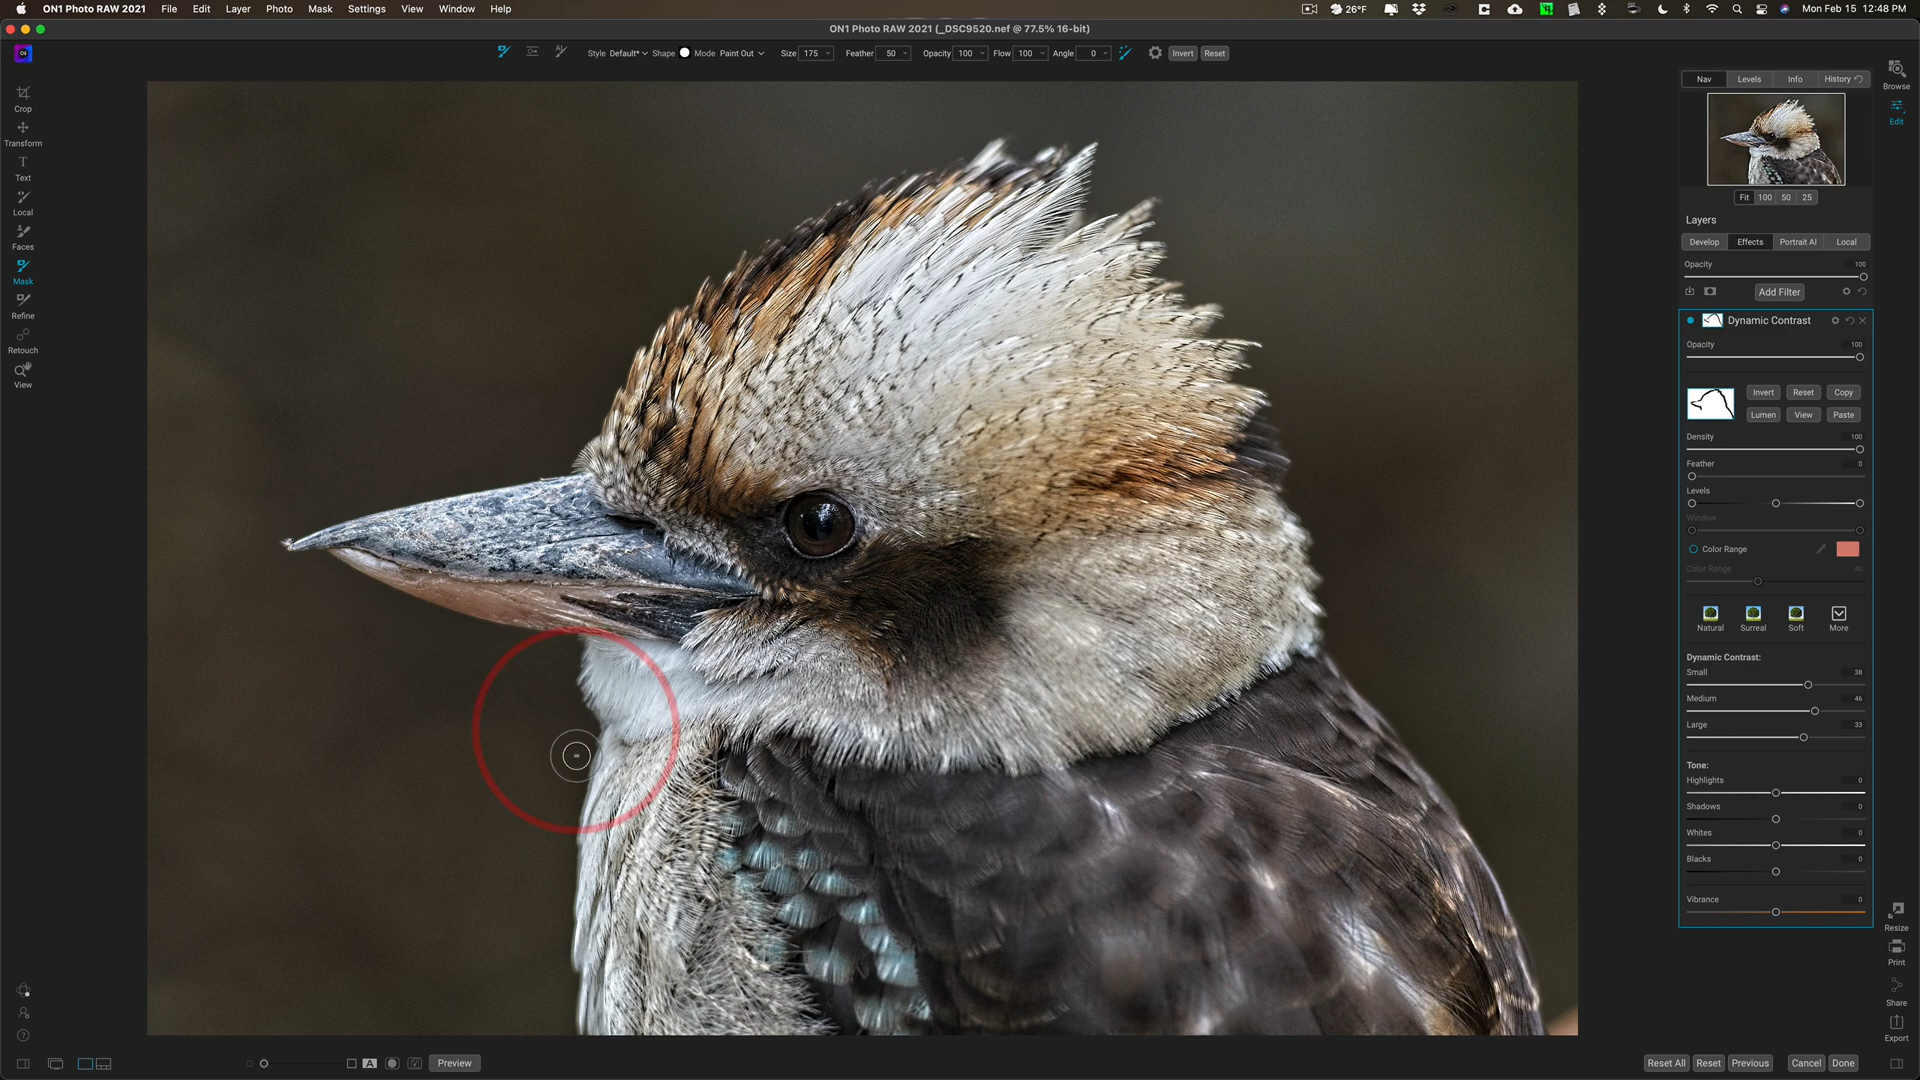 ON1 Photo RAW 2021 File Edit Layer Photo Mask Settings View Window Help 26°F Mon Feb 15 12:48 PM
ON1 Photo RAW 2021 (_DSC9520.nef @ 77.5% 16-bit)
Style Default* Shape Mode Paint Out Size 175 Feather 50 Opacity 100 Flow 100 Angle 0 Invert Reset
Crop
Transform
Text
Local
Faces
Mask
Refine
Retouch
View
Nav Levels Info History
Fit 100 50 25
Layers
Develop Effects Portrait AI Local
Opacity 100
Add Filter
Dynamic Contrast
Opacity 100
Invert Reset Copy
Lumen View Paste
Density 100
Feather 0
Levels
Window
Color Range
Color Range 40
Natural Surreal Soft More
Dynamic Contrast:
Small 38
Medium 46
Large 33
Tone:
Highlights 0
Shadows 0
Whites 0
Blacks 0
Vibrance 0
Browse
Edit
Resize
Print
Share
Export
A Preview
Reset All Reset Previous Cancel Done